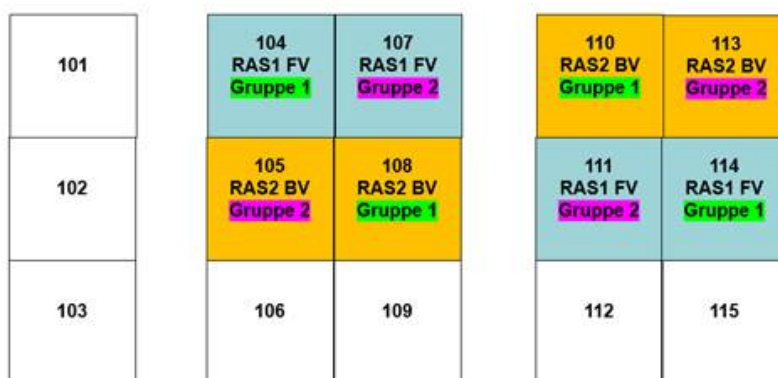 101
104
RAS1 FV
Gruppe 1
107
RAS1 FV
Gruppe 2
110
RAS2 BV
Gruppe 1
113
RAS2 BV
Gruppe 2
102
105
RAS2 BV
Gruppe 2
108
RAS2 BV
Gruppe 1
111
RAS1 FV
Gruppe 2
114
RAS1 FV
Gruppe 1
103
106
109
112
115